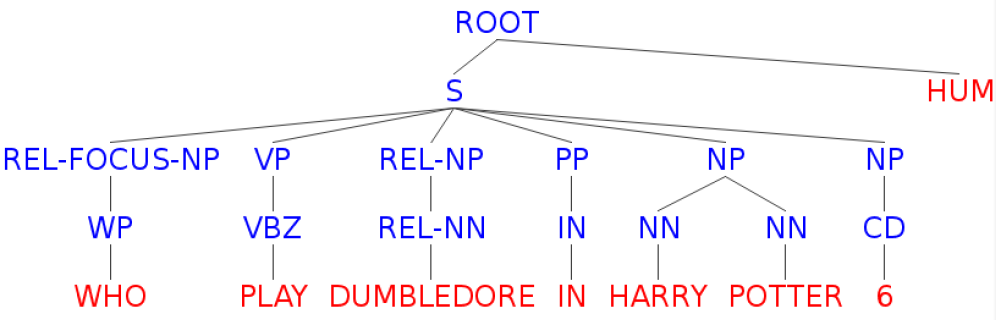 ROOT
S HUM
REL-FOCUS-NP VP REL-NP PP NP NP
WP VBZ REL-NN IN NN NN CD
WHO PLAY DUMBLEDORE IN HARRY POTTER 6